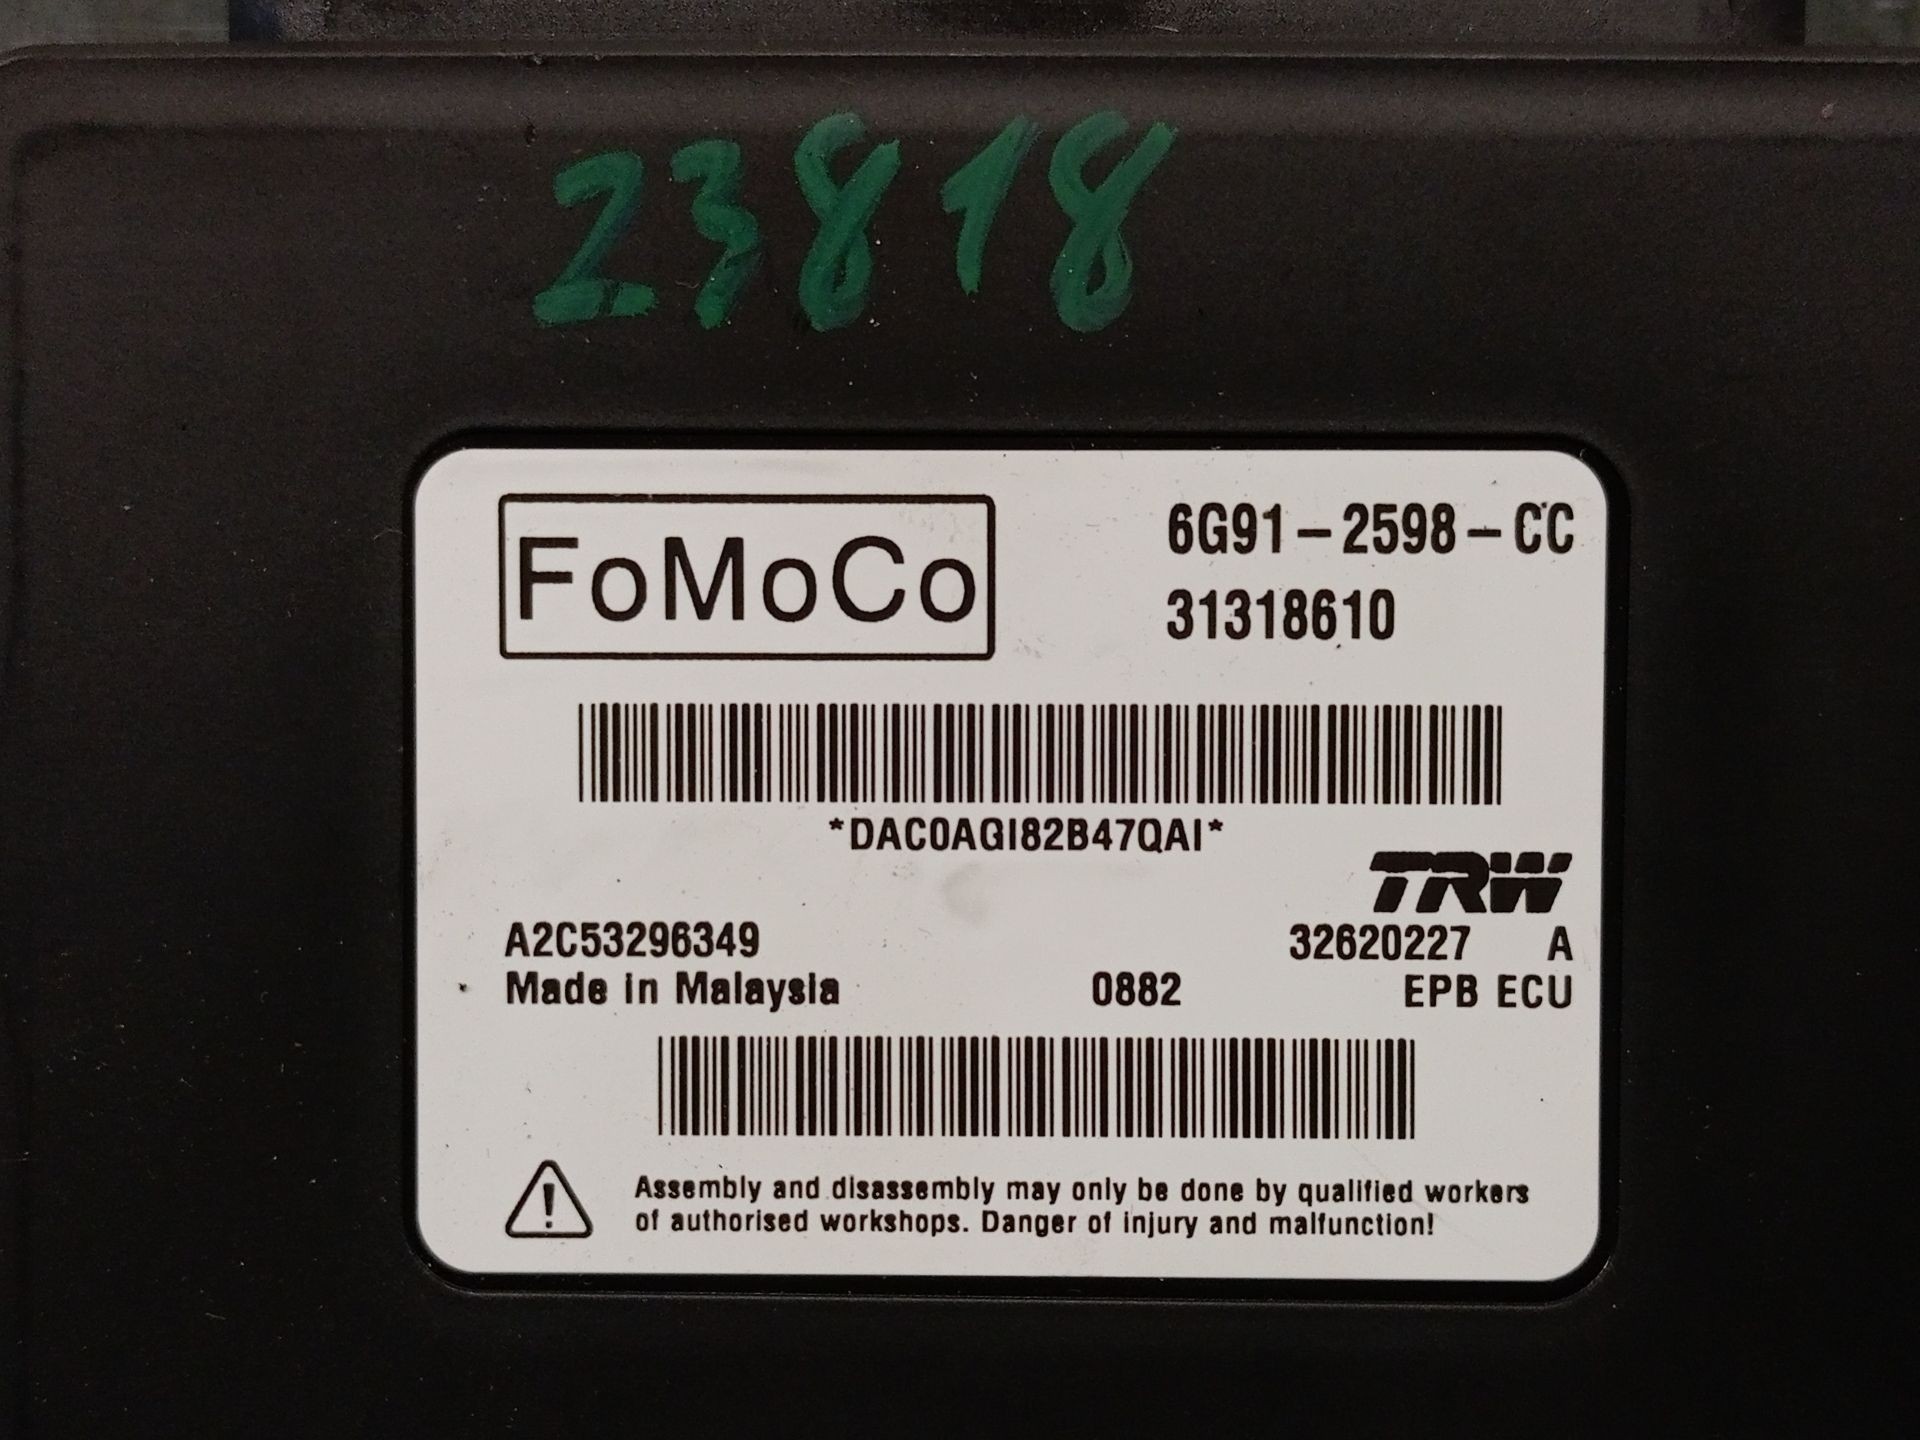 23818
FoMoCo
6G91-2598-CC
31318610
*DAC0AGI82B47QAI*
TRW
A2C53296349
32620227 A
Made in Malaysia
0882
EPB ECU
Assembly and disassembly may only be done by qualified workers
of authorised workshops. Danger of injury and malfunction!